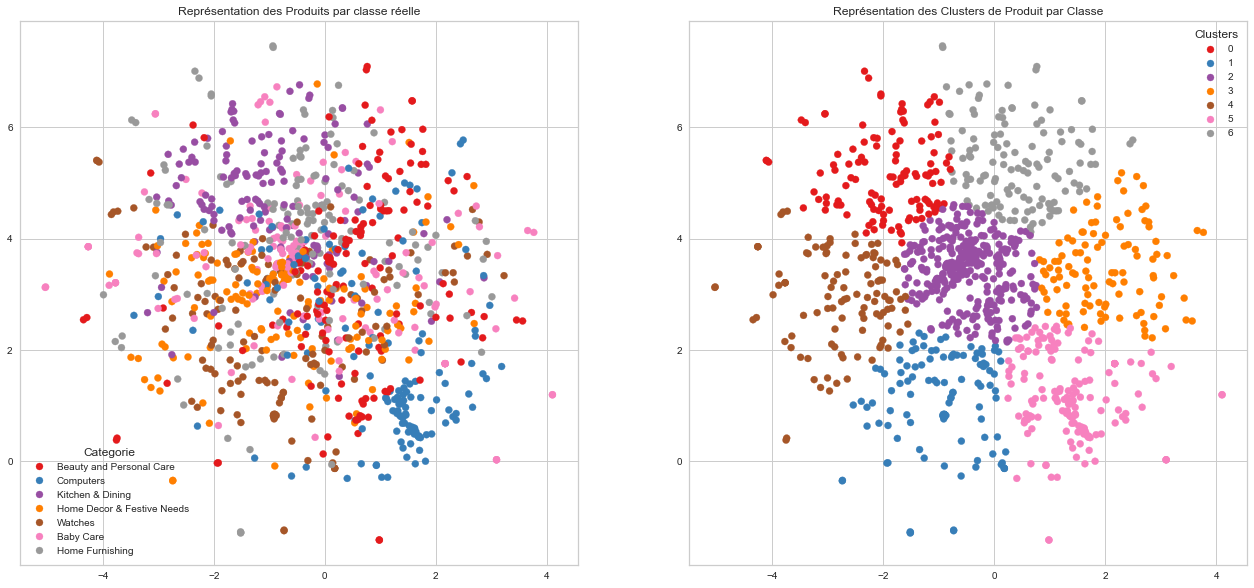 Représentation des Produits par classe réelle
6
4
2
0
−4
−2
0
2
4
Categorie
Beauty and Personal Care
Computers
Kitchen & Dining
Home Decor & Festive Needs
Watches
Baby Care
Home Furnishing
Représentation des Clusters de Produit par Classe
6
4
2
0
−4
−2
0
2
4
Clusters
0
1
2
3
4
5
6